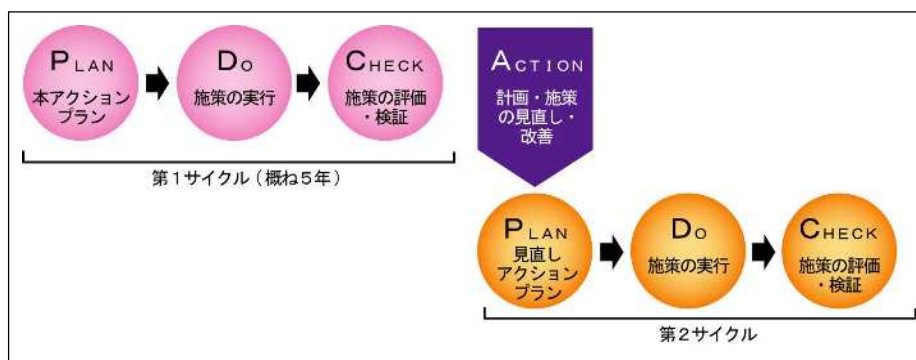 PLAN
本アクション
プラン
DO
施策の実行
CHECK
施策の評価
・検証
第1サイクル(概ね5年)
ACTION
計画・施策
の見直し・
改善
PLAN
見直し
アクション
プラン
DO
施策の実行
CHECK
施策の評価
・検証
第2サイクル